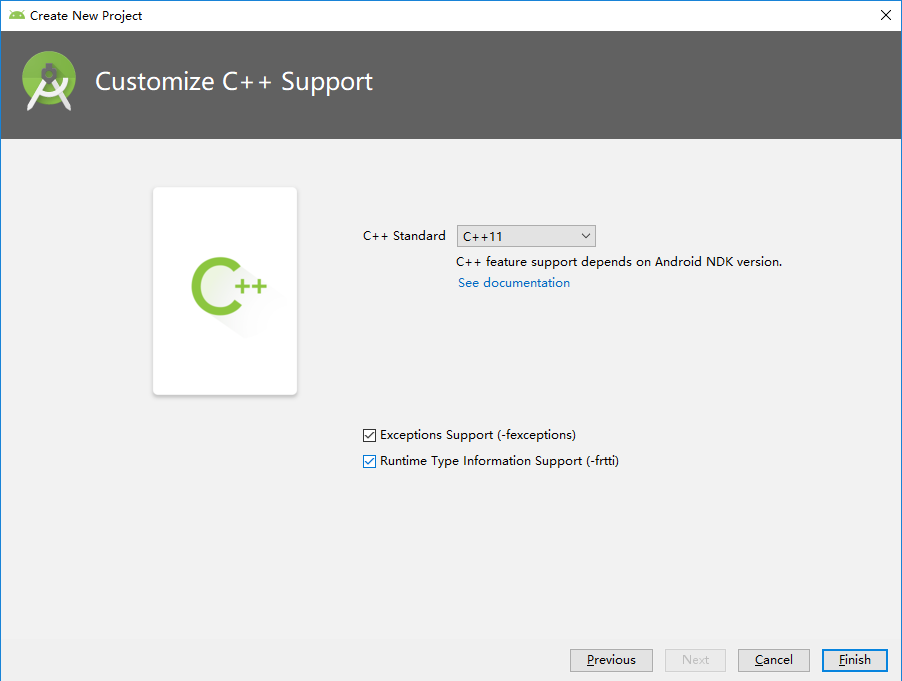 Create New Project
Customize C++ Support
C++
C++ Standard C++11
C++ feature support depends on Android NDK version.
See documentation
Exceptions Support (-fexceptions)
Runtime Type Information Support (-frtti)
Previous Next Cancel Finish